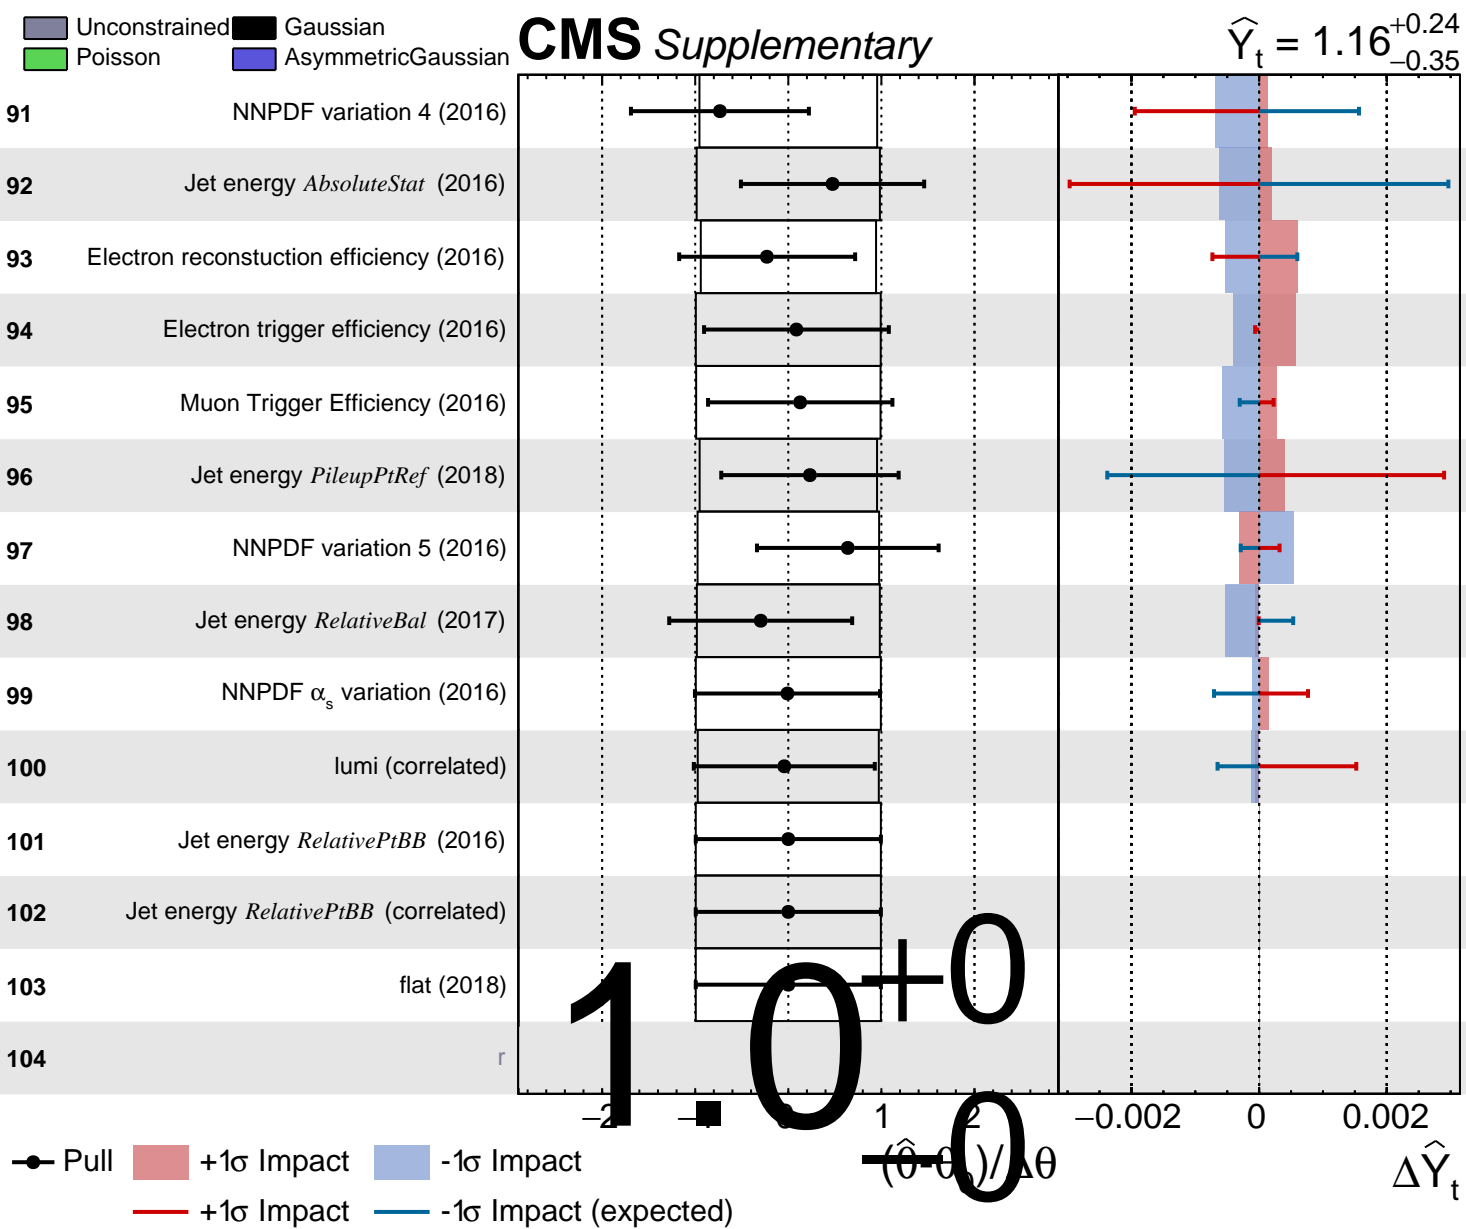 Unconstrained Gaussian
Poisson AsymmetricGaussian
CMS Supplementary
Ŷt = 1.16 +0.24 −0.35
91 NNPDF variation 4 (2016)
92 Jet energy AbsoluteStat (2016)
93 Electron reconstuction efficiency (2016)
94 Electron trigger efficiency (2016)
95 Muon Trigger Efficiency (2016)
96 Jet energy PileupPtRef (2018)
97 NNPDF variation 5 (2016)
98 Jet energy RelativeBal (2017)
99 NNPDF αs variation (2016)
100 lumi (correlated)
101 Jet energy RelativePtBB (2016)
102 Jet energy RelativePtBB (correlated)
103 flat (2018)
104 r
1.0 +0 −0
−2 −1 0 1 2 −0.002 0 0.002
(θ̂-θ0)/Δθ
ΔŶt
Pull +1σ Impact -1σ Impact
+1σ Impact -1σ Impact (expected)